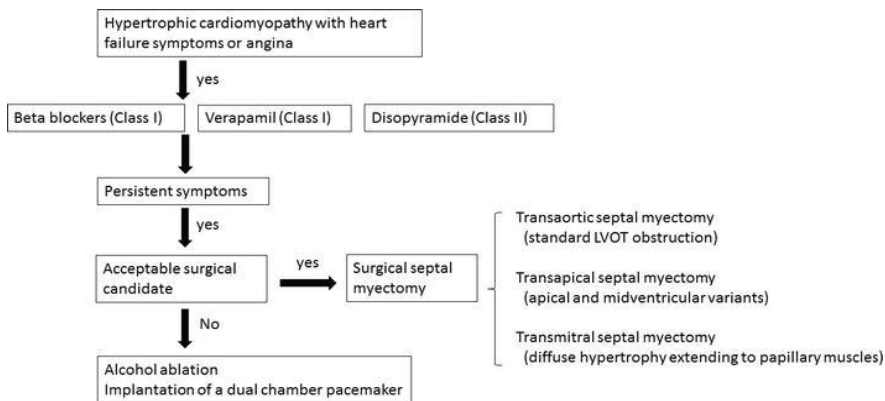 Hypertrophic cardiomyopathy with heart
failure symptoms or angina
yes
Beta blockers (Class I)
Verapamil (Class I)
Disopyramide (Class II)
Persistent symptoms
yes
Acceptable surgical
candidate
yes
Surgical septal
myectomy
Transaortic septal myectomy
(standard LVOT obstruction)
Transapical septal myectomy
(apical and midventricular variants)
Transmitral septal myectomy
(diffuse hypertrophy extending to papillary muscles)
No
Alcohol ablation
Implantation of a dual chamber pacemaker